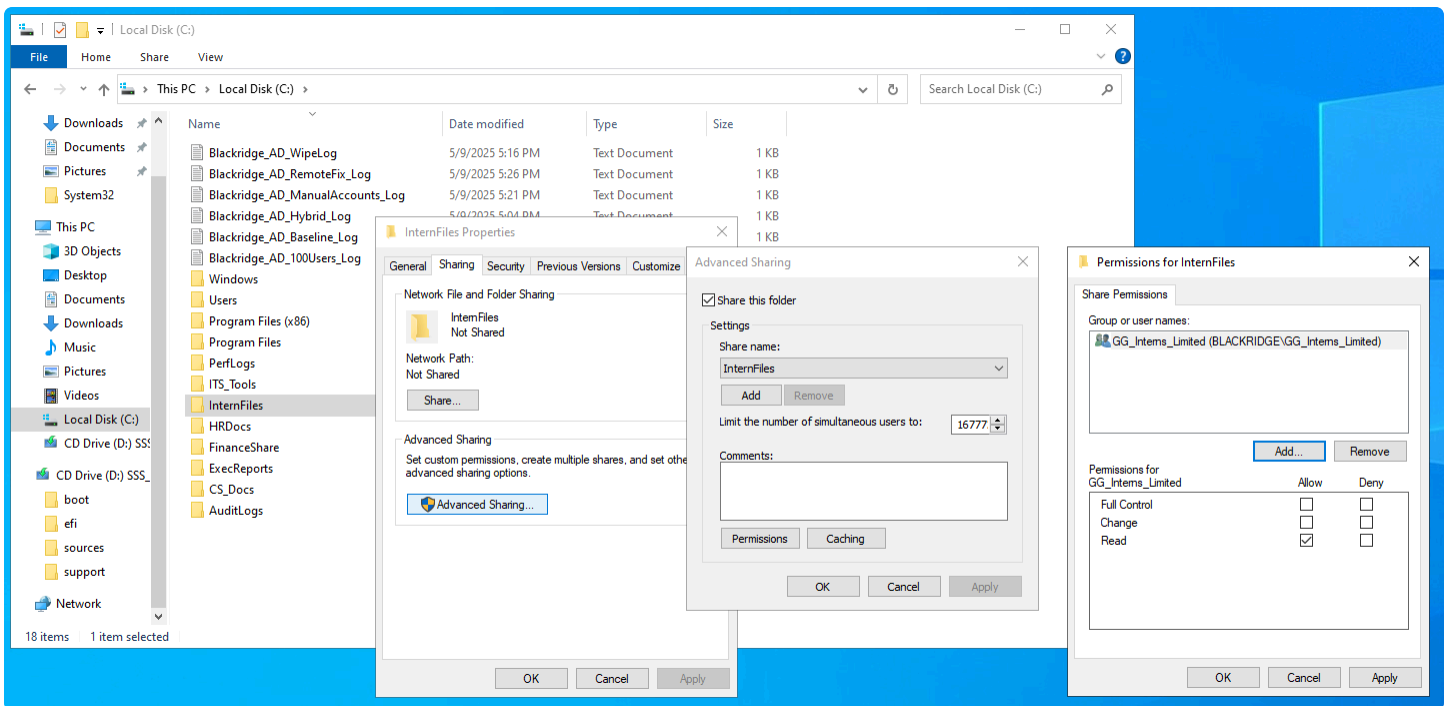 Local Disk (C:)
File Home Share View
This PC > Local Disk (C:) >
Search Local Disk (C:)
Downloads
Documents
Pictures
System32
This PC
3D Objects
Desktop
Documents
Downloads
Music
Pictures
Videos
Local Disk (C:)
CD Drive (D:) SSS
CD Drive (D:) SSS_
boot
efi
sources
support
Network
Name Date modified Type Size
Blackridge_AD_WipeLog 5/9/2025 5:16 PM Text Document 1 KB
Blackridge_AD_RemoteFix_Log 5/9/2025 5:26 PM Text Document 1 KB
Blackridge_AD_ManualAccounts_Log 5/9/2025 5:21 PM Text Document 1 KB
Blackridge_AD_Hybrid_Log 5/9/2025 5:04 PM Text Document 1 KB
Blackridge_AD_Baseline_Log 1 KB
Blackridge_AD_100Users_Log
Windows
Users
Program Files (x86)
Program Files
PerfLogs
ITS_Tools
InternFiles
HRDocs
FinanceShare
ExecReports
CS_Docs
AuditLogs
18 items 1 item selected
InternFiles Properties
General Sharing Security Previous Versions Customize
Network File and Folder Sharing
InternFiles
Not Shared
Network Path:
Not Shared
Share...
Advanced Sharing
Set custom permissions, create multiple shares, and set othe
advanced sharing options.
Advanced Sharing...
OK Cancel Apply
Advanced Sharing
Share this folder
Settings
Share name:
InternFiles
Add Remove
Limit the number of simultaneous users to: 16777
Comments:
Permissions Caching
OK Cancel Apply
Permissions for InternFiles
Share Permissions
Group or user names:
GG_Interns_Limited (BLACKRIDGE\GG_Interns_Limited)
Add... Remove
Permissions for
GG_Interns_Limited Allow Deny
Full Control
Change
Read
OK Cancel Apply